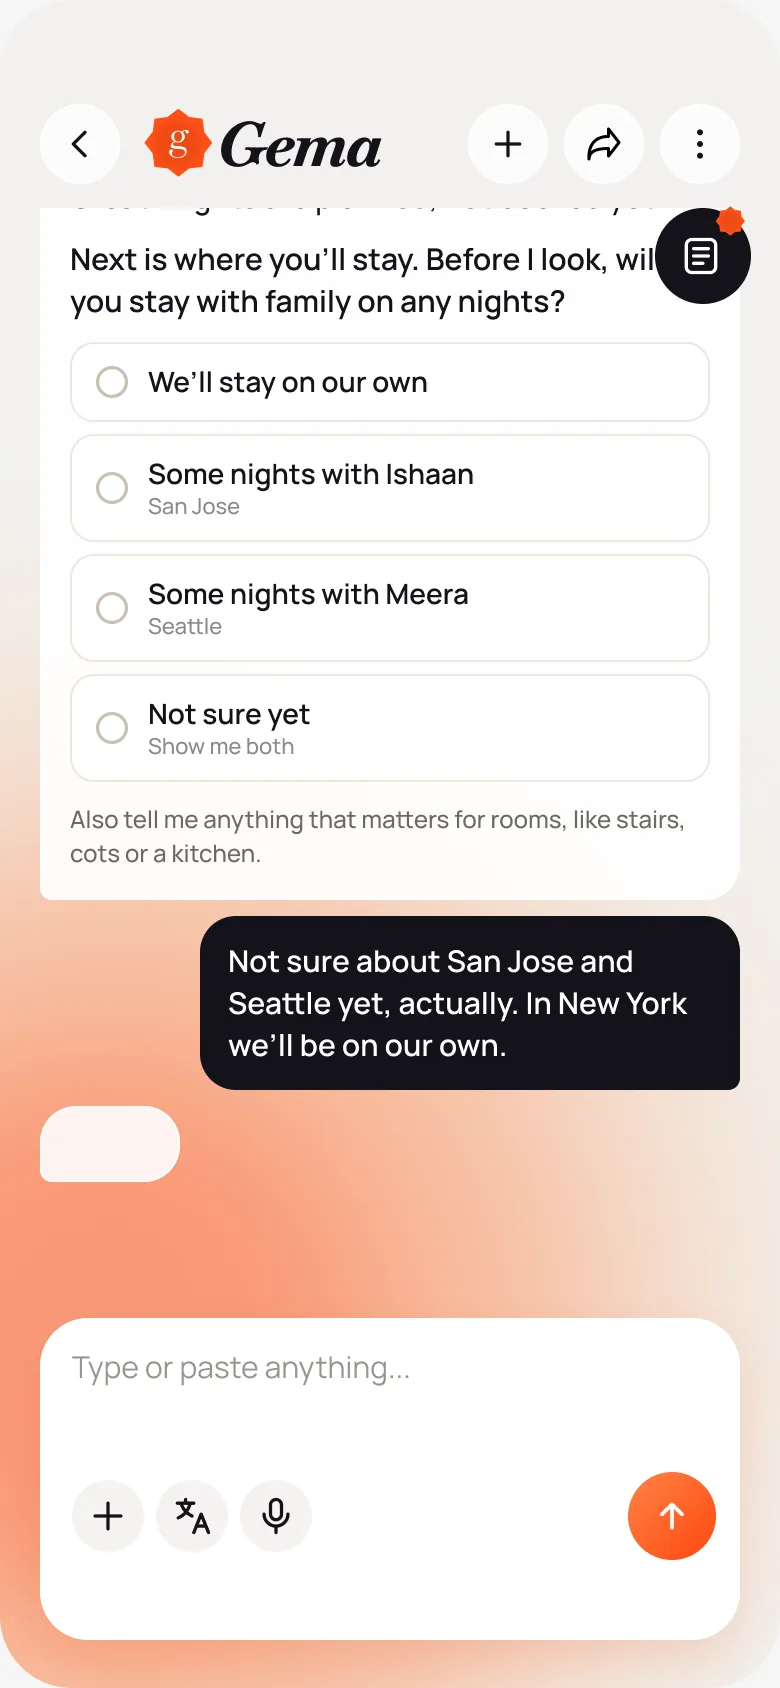 g Gema
Next is where you’ll stay. Before I look, will
you stay with family on any nights?
We’ll stay on our own
Some nights with Ishaan
San Jose
Some nights with Meera
Seattle
Not sure yet
Show me both
Also tell me anything that matters for rooms, like stairs,
cots or a kitchen.
Not sure about San Jose and
Seattle yet, actually. In New York
we’ll be on our own.
Type or paste anything...
文A